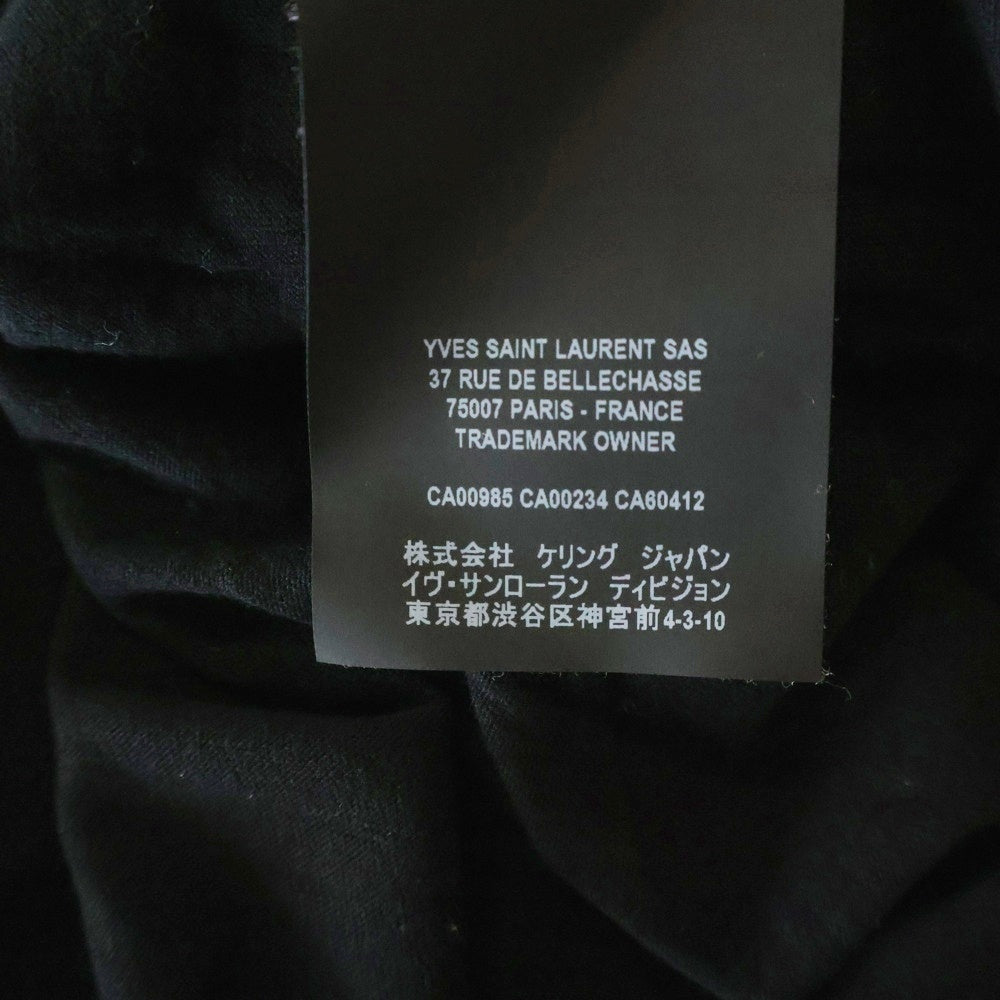 YVES SAINT LAURENT SAS
37 RUE DE BELLECHASSE
75007 PARIS - FRANCE
TRADEMARK OWNER
CA00985 CA00234 CA60412
株式会社 ケリング ジャパン
イヴ・サンローラン ディビジョン
東京都渋谷区神宮前4-3-10